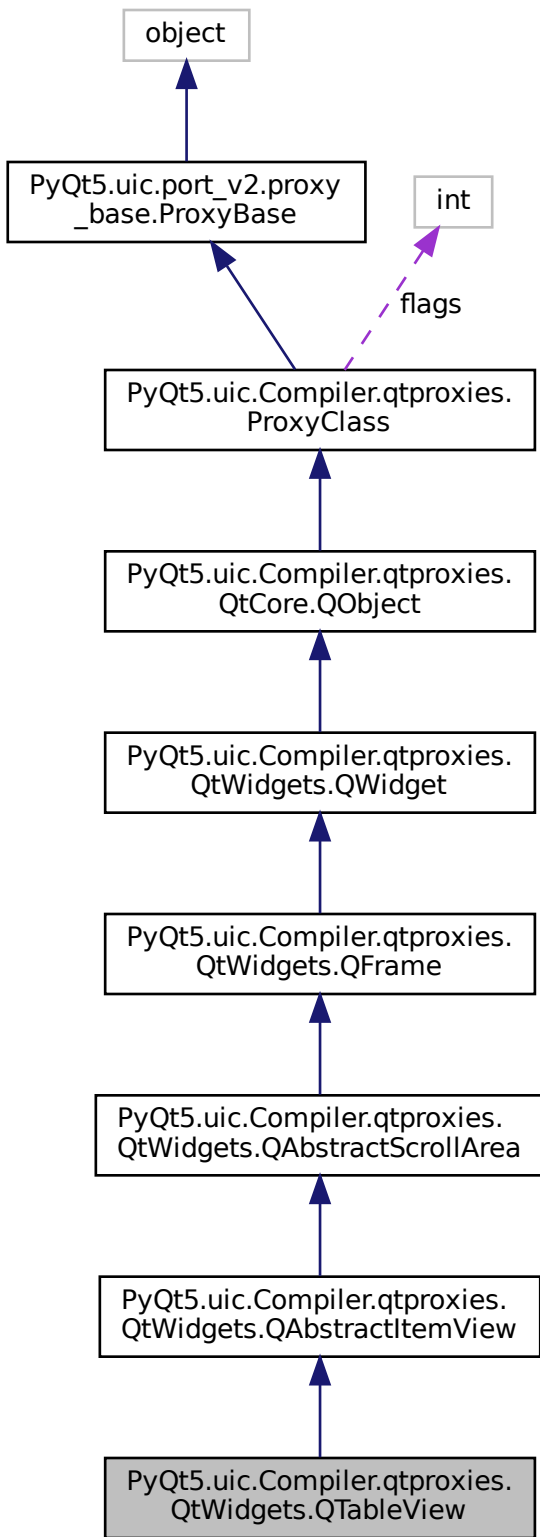 object
PyQt5.uic.port_v2.proxy
_base.ProxyBase
int
flags
PyQt5.uic.Compiler.qtproxies.
ProxyClass
PyQt5.uic.Compiler.qtproxies.
QtCore.QObject
PyQt5.uic.Compiler.qtproxies.
QtWidgets.QWidget
PyQt5.uic.Compiler.qtproxies.
QtWidgets.QFrame
PyQt5.uic.Compiler.qtproxies.
QtWidgets.QAbstractScrollArea
PyQt5.uic.Compiler.qtproxies.
QtWidgets.QAbstractItemView
PyQt5.uic.Compiler.qtproxies.
QtWidgets.QTableView